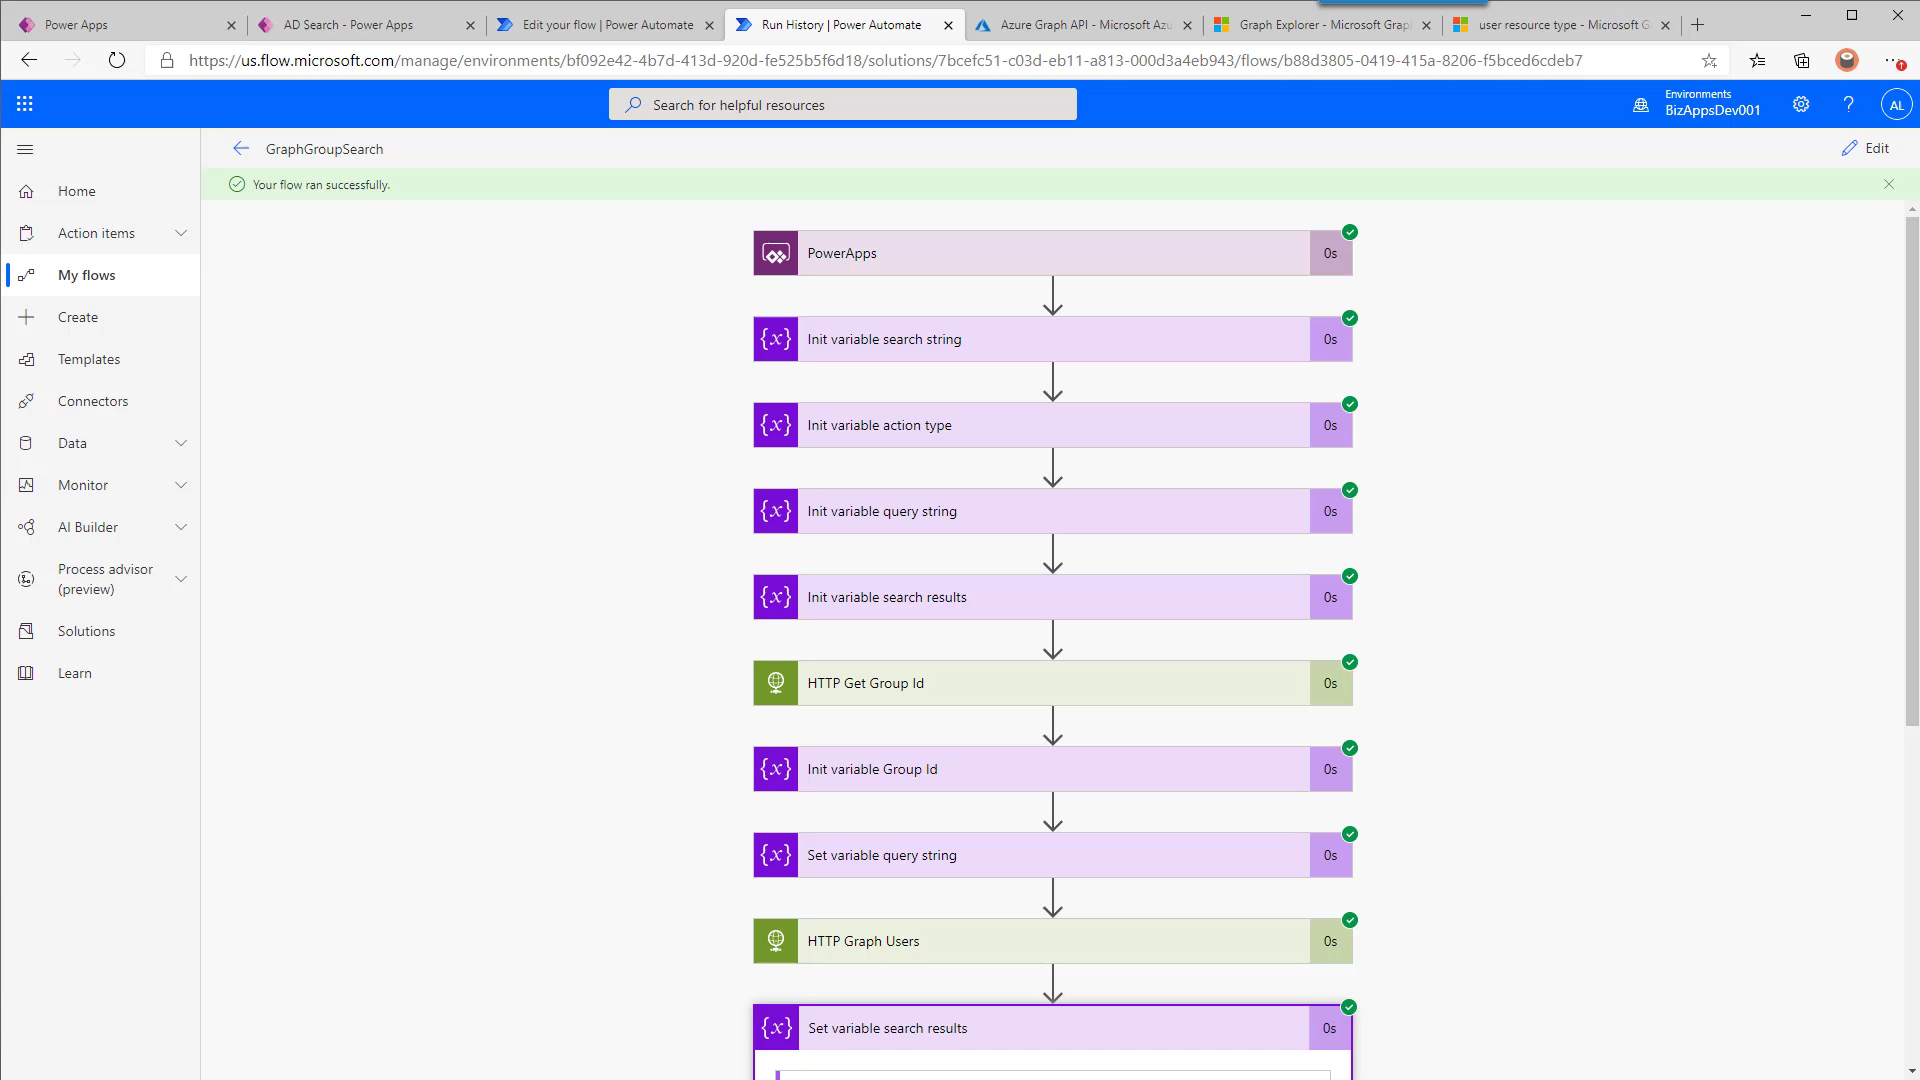 Power Apps
AD Search - Power Apps
Edit your flow | Power Automate
Run History | Power Automate
Azure Graph API - Microsoft Azu
Graph Explorer - Microsoft Graph
user resource type - Microsoft G
https://us.flow.microsoft.com/manage/environments/bf092e42-4b7d-413d-920d-fe525b5f6d18/solutions/7bcefc51-c03d-eb11-a813-000d3a4eb943/flows/b88d3805-0419-415a-8206-f5bced6cdeb7
Search for helpful resources
Environments
BizAppsDev001
?
AL
GraphGroupSearch
Edit
Your flow ran successfully.
Home
Action items
My flows
Create
Templates
Connectors
Data
Monitor
AI Builder
Process advisor
(preview)
Solutions
Learn
PowerApps
0s
{x} Init variable search string
0s
{x} Init variable action type
0s
{x} Init variable query string
0s
{x} Init variable search results
0s
HTTP Get Group Id
0s
{x} Init variable Group Id
0s
{x} Set variable query string
0s
HTTP Graph Users
0s
{x} Set variable search results
0s